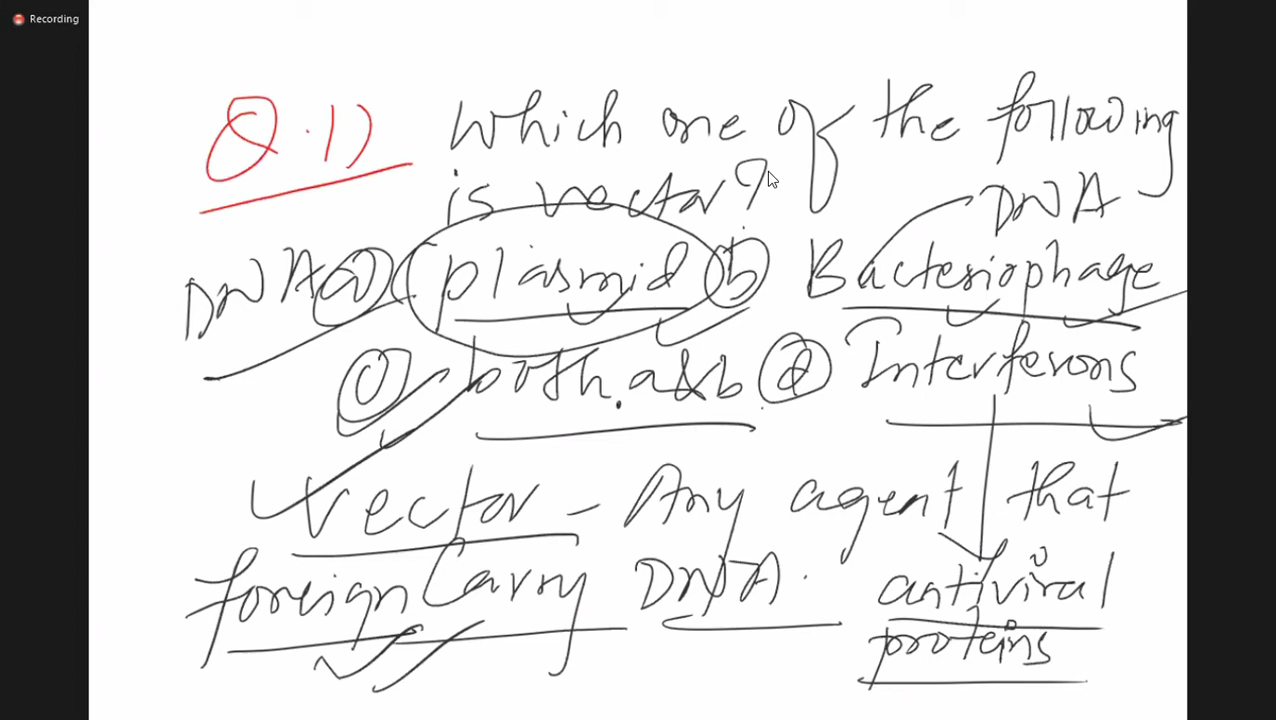 Recording
Q.1) Which one of the following
is vector?
DNA
DNA (a) plasmid (b) Bacteriophage
(c) both a & b (d) Interferons
vector - Any agent that
foreign Carry DNA.
antiviral
proteins